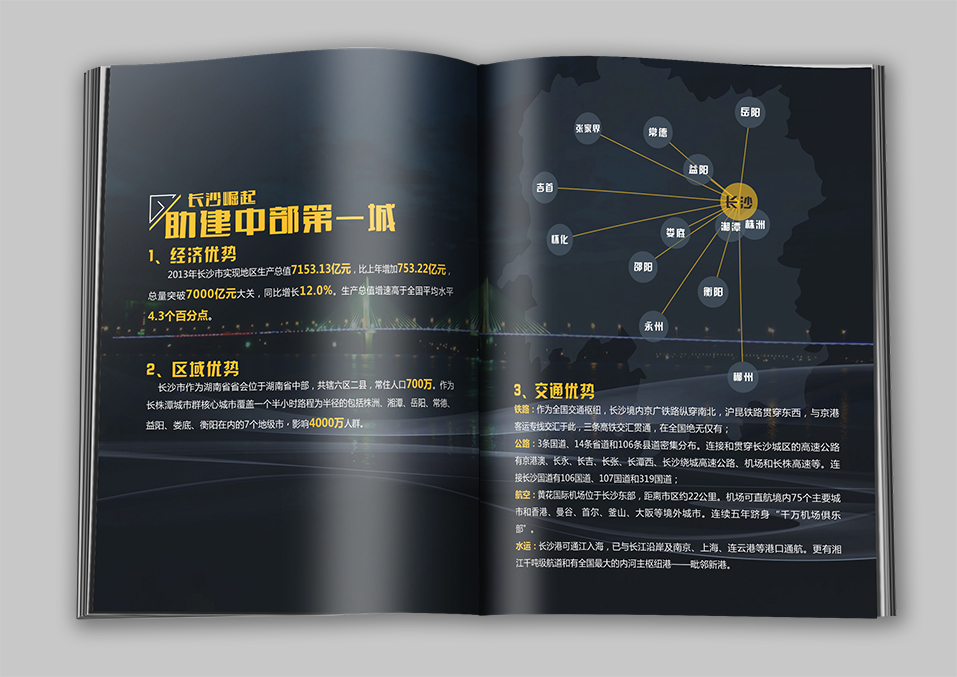 长沙崛起
助建中部第一城
1、经济优势
2013年长沙市实现地区生产总值7153.13亿元，比上年增加753.22亿元，
总量突破7000亿元大关，同比增长12.0%。生产总值增速高于全国平均水平
4.3个百分点。
2、区域优势
长沙市作为湖南省省会位于湖南省中部，共辖六区二县，常住人口700万。作为
长株潭城市群核心城市覆盖一个半小时路程为半径的包括株洲、湘潭、岳阳、常德、
益阳、娄底、衡阳在内的7个地级市，影响4000万人群。
岳阳
张家界
常德
益阳
吉首
长沙
湘潭
株洲
娄底
怀化
邵阳
衡阳
永州
郴州
3、交通优势
铁路：作为全国交通枢纽，长沙境内京广铁路纵穿南北，沪昆铁路贯穿东西，与京港
客运专线交汇于此，三条高铁交汇贯通，在全国绝无仅有；
公路：3条国道、14条省道和106条县道密集分布。连接和贯穿长沙城区的高速公路
有京港澳、长永、长吉、长张、长潭西、长沙绕城高速公路、机场和长株高速等。连
接长沙国道有106国道、107国道和319国道；
航空：黄花国际机场位于长沙东部，距离市区约22公里。机场可直航境内75个主要城
市和香港、曼谷、首尔、釜山、大阪等境外城市。连续五年跻身“千万机场俱乐
部”。
水运：长沙港可通江入海，已与长江沿岸及南京、上海、连云港等港口通航。更有湘
江千吨级航道和有全国最大的内河主枢纽港——毗邻新港。